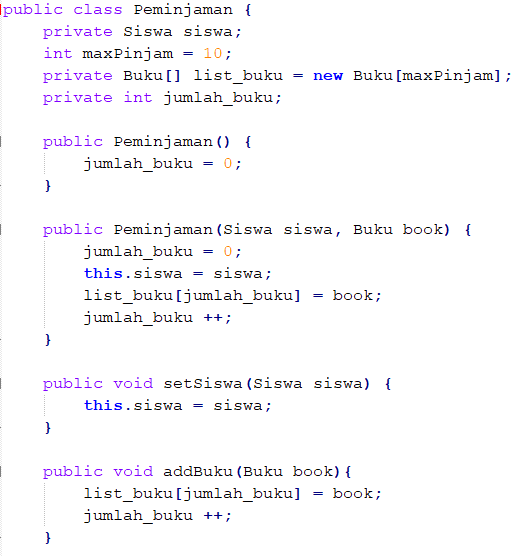 public class Peminjaman {
    private Siswa siswa;
    int maxPinjam = 10;
    private Buku[] list_buku = new Buku[maxPinjam];
    private int jumlah_buku;

    public Peminjaman() {
        jumlah_buku = 0;
    }

    public Peminjaman(Siswa siswa, Buku book) {
        jumlah_buku = 0;
        this.siswa = siswa;
        list_buku[jumlah_buku] = book;
        jumlah_buku ++;
    }

    public void setSiswa(Siswa siswa) {
        this.siswa = siswa;
    }

    public void addBuku(Buku book){
        list_buku[jumlah_buku] = book;
        jumlah_buku ++;
    }